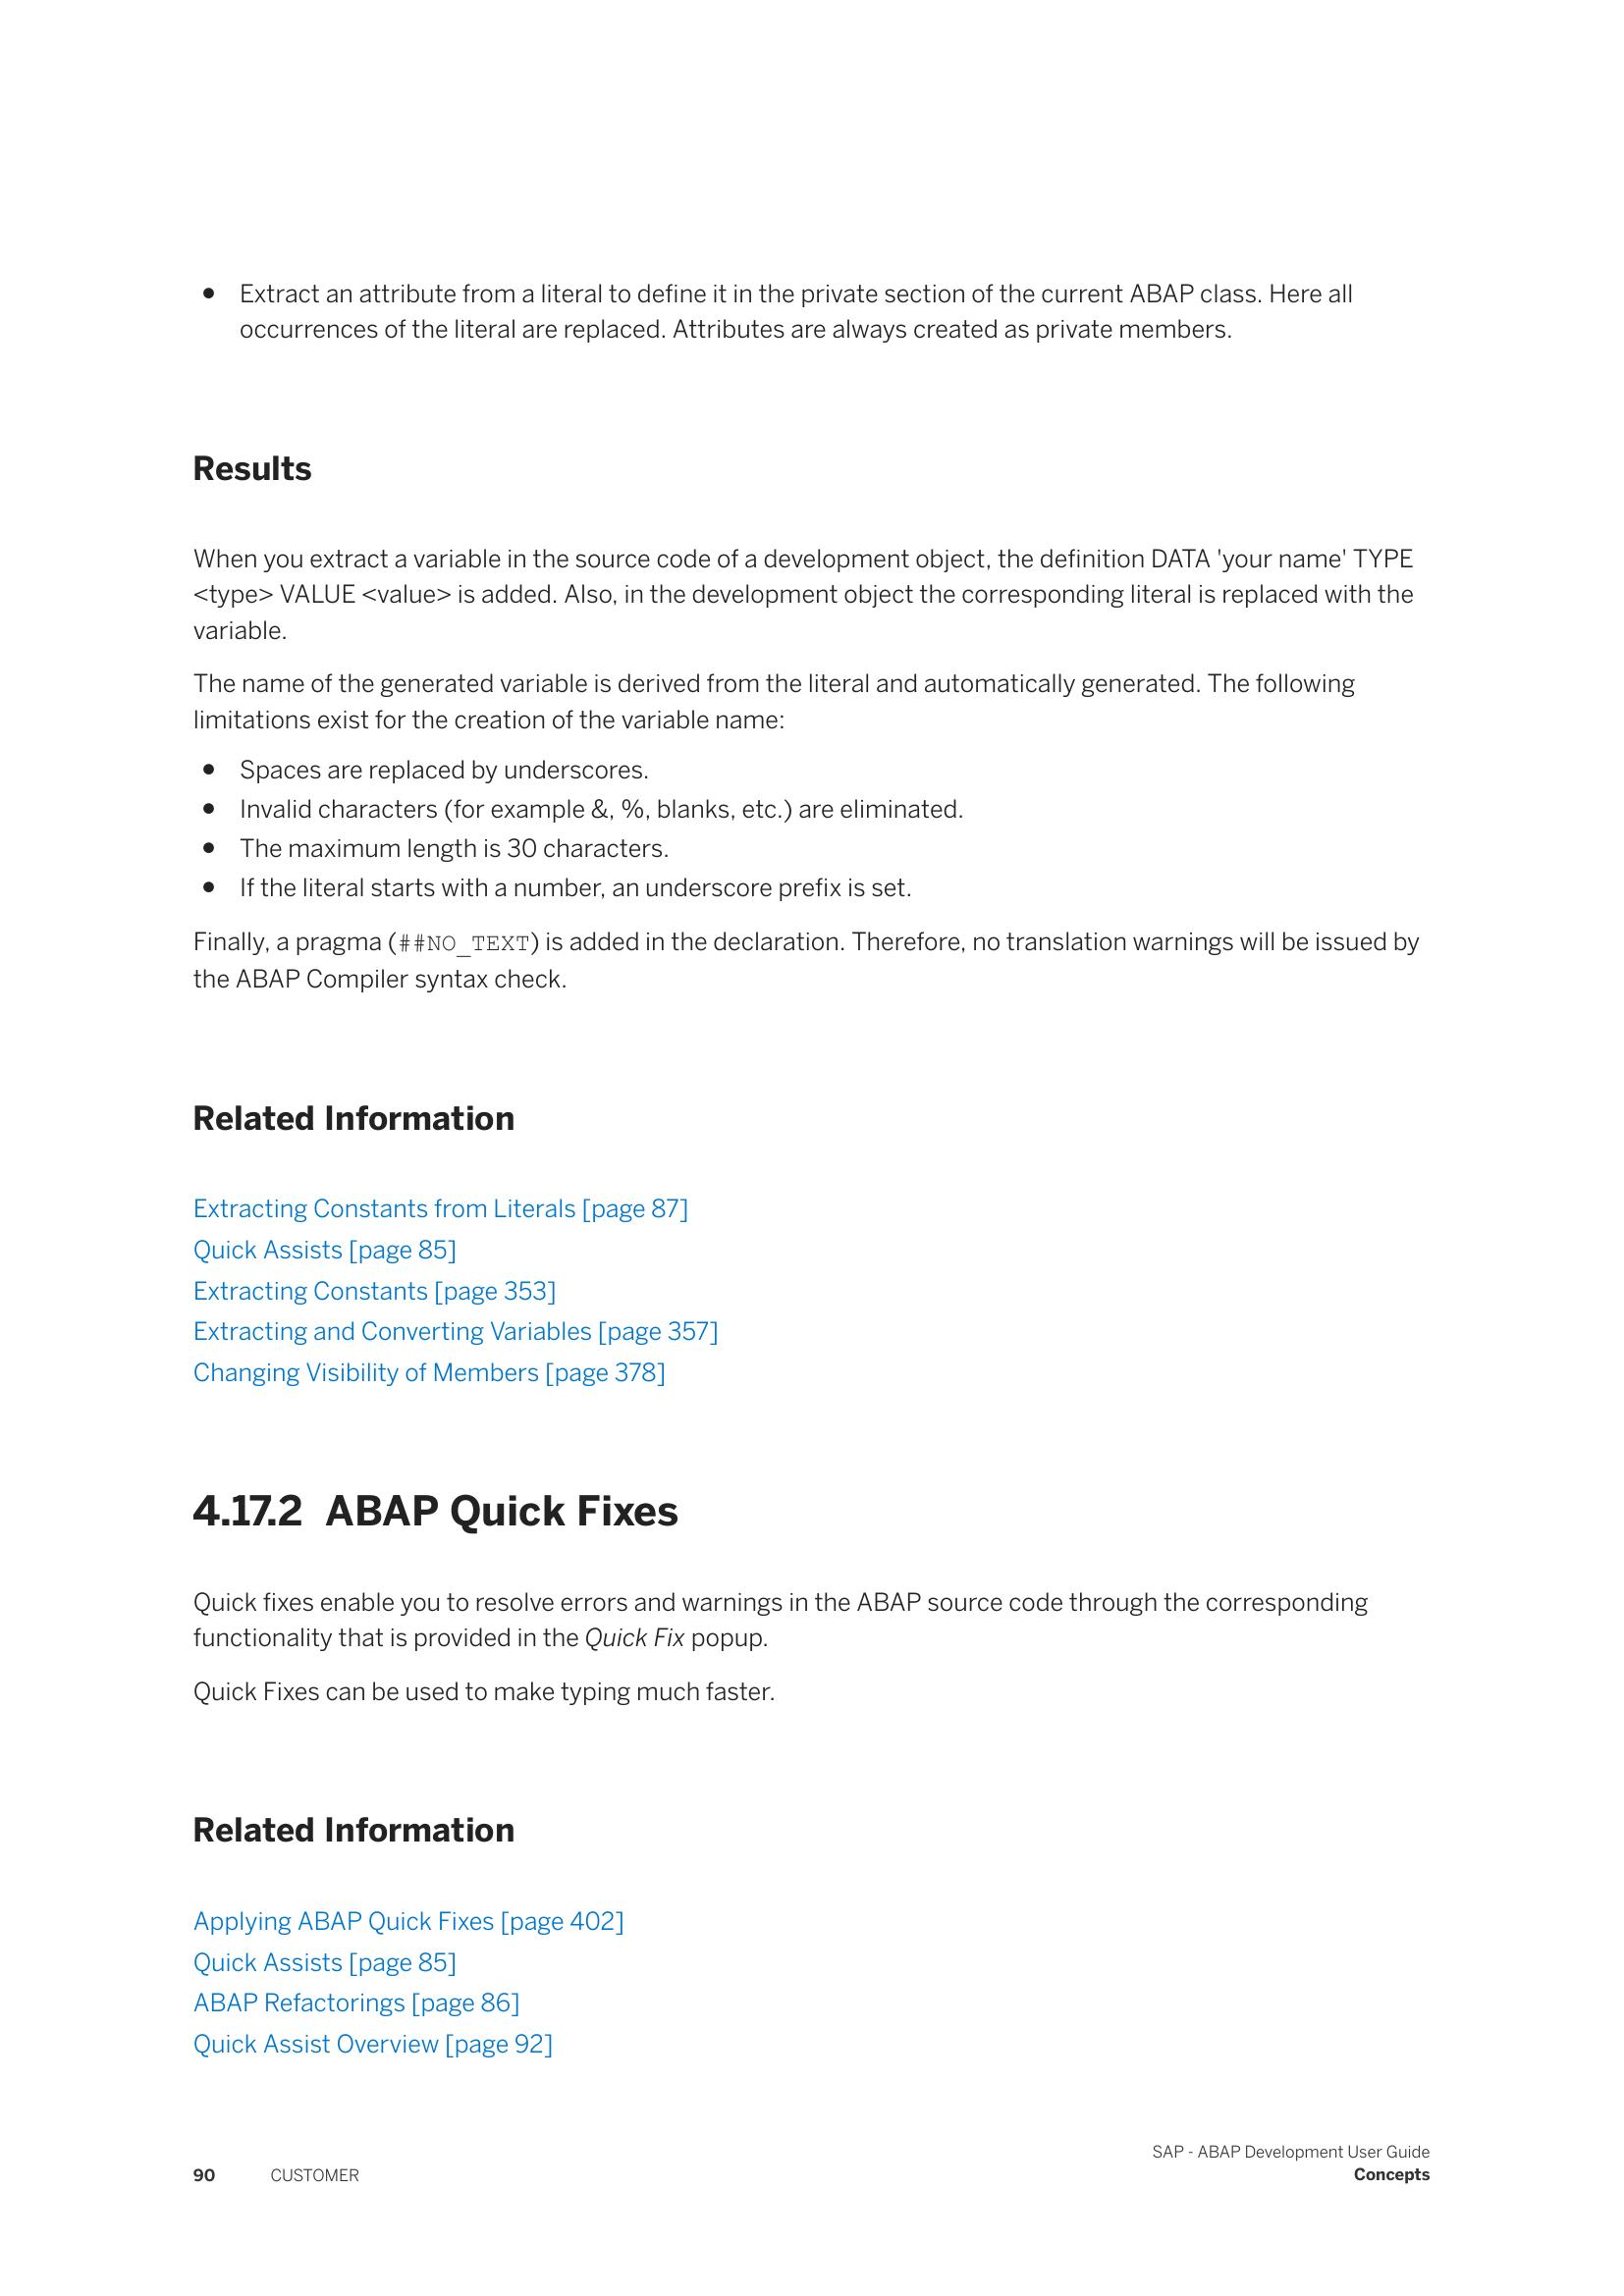 • Extract an attribute from a literal to define it in the private section of the current ABAP class. Here all
occurrences of the literal are replaced. Attributes are always created as private members.
Results
When you extract a variable in the source code of a development object, the definition DATA 'your name' TYPE
<type> VALUE <value> is added. Also, in the development object the corresponding literal is replaced with the
variable.
The name of the generated variable is derived from the literal and automatically generated. The following
limitations exist for the creation of the variable name:
• Spaces are replaced by underscores.
• Invalid characters (for example &, %, blanks, etc.) are eliminated.
• The maximum length is 30 characters.
• If the literal starts with a number, an underscore prefix is set.
Finally, a pragma (##NO_TEXT) is added in the declaration. Therefore, no translation warnings will be issued by
the ABAP Compiler syntax check.
Related Information
Extracting Constants from Literals [page 87]
Quick Assists [page 85]
Extracting Constants [page 353]
Extracting and Converting Variables [page 357]
Changing Visibility of Members [page 378]
4.17.2 ABAP Quick Fixes
Quick fixes enable you to resolve errors and warnings in the ABAP source code through the corresponding
functionality that is provided in the Quick Fix popup.
Quick Fixes can be used to make typing much faster.
Related Information
Applying ABAP Quick Fixes [page 402]
Quick Assists [page 85]
ABAP Refactorings [page 86]
Quick Assist Overview [page 92]
SAP - ABAP Development User Guide
90 CUSTOMER Concepts